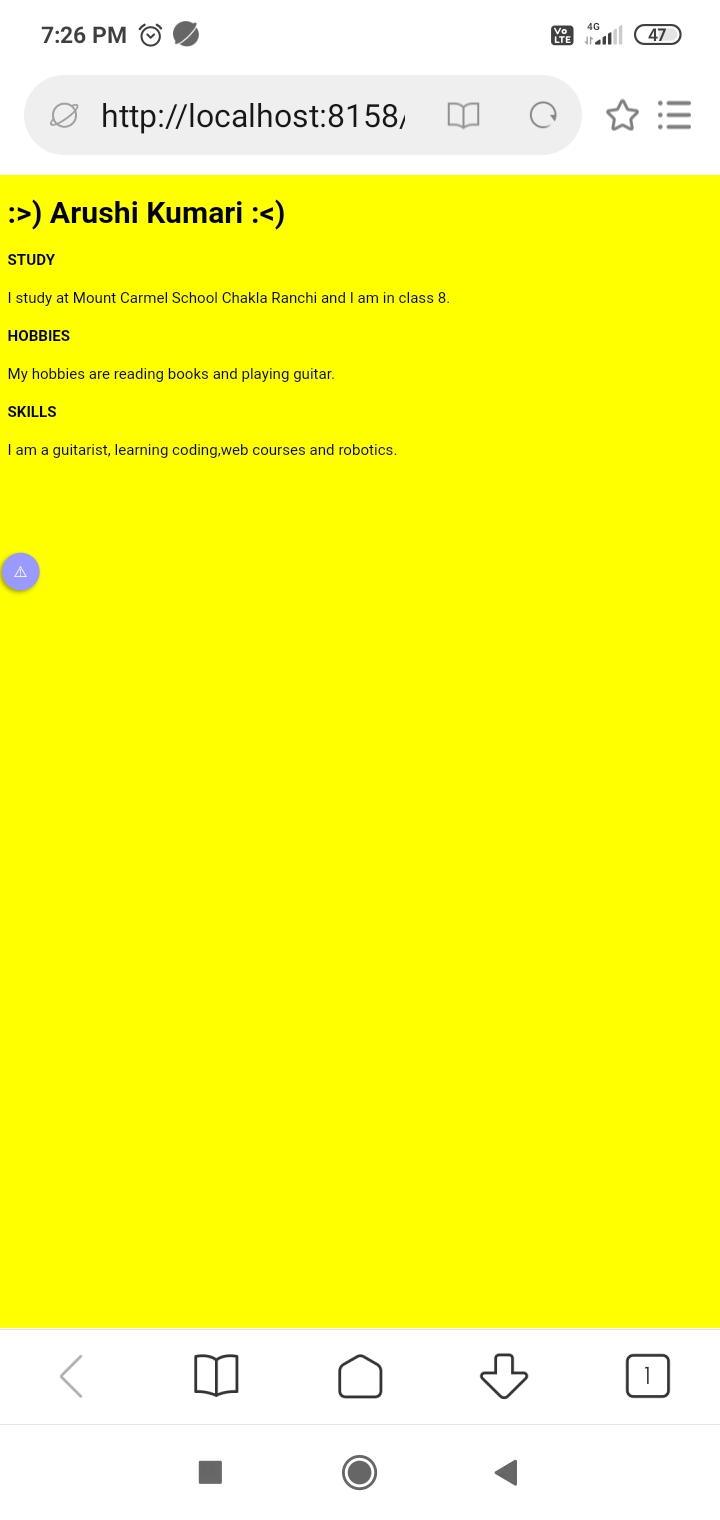 7:26 PM
Vo LTE
4G
47
http://localhost:8158/
:>) Arushi Kumari :<)
STUDY
I study at Mount Carmel School Chakla Ranchi and I am in class 8.
HOBBIES
My hobbies are reading books and playing guitar.
SKILLS
I am a guitarist, learning coding,web courses and robotics.
1